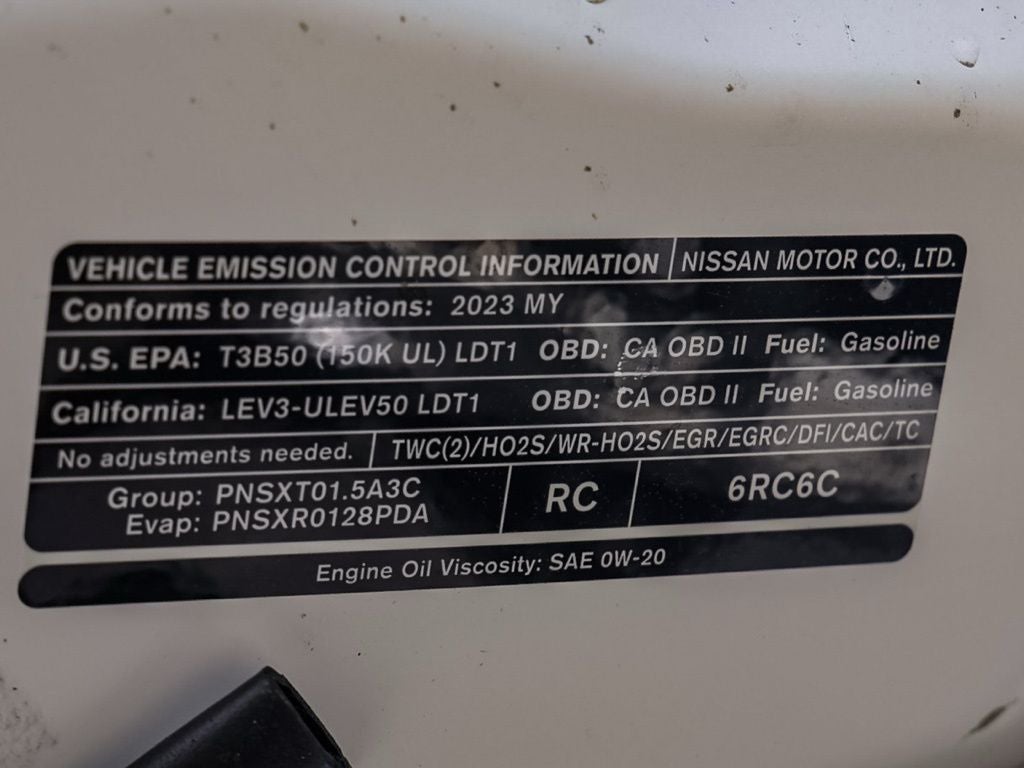 VEHICLE EMISSION CONTROL INFORMATION NISSAN MOTOR CO., LTD.
Conforms to regulations: 2023 MY
U.S. EPA: T3B50 (150K UL) LDT1 OBD: CA OBD II Fuel: Gasoline
California: LEV3-ULEV50 LDT1 OBD: CA OBD II Fuel: Gasoline
No adjustments needed. TWC(2)/HO2S/WR-HO2S/EGR/EGRC/DFI/CAC/TC
Group: PNSXT01.5A3C RC 6RC6C
Evap: PNSXR0128PDA
Engine Oil Viscosity: SAE 0W-20